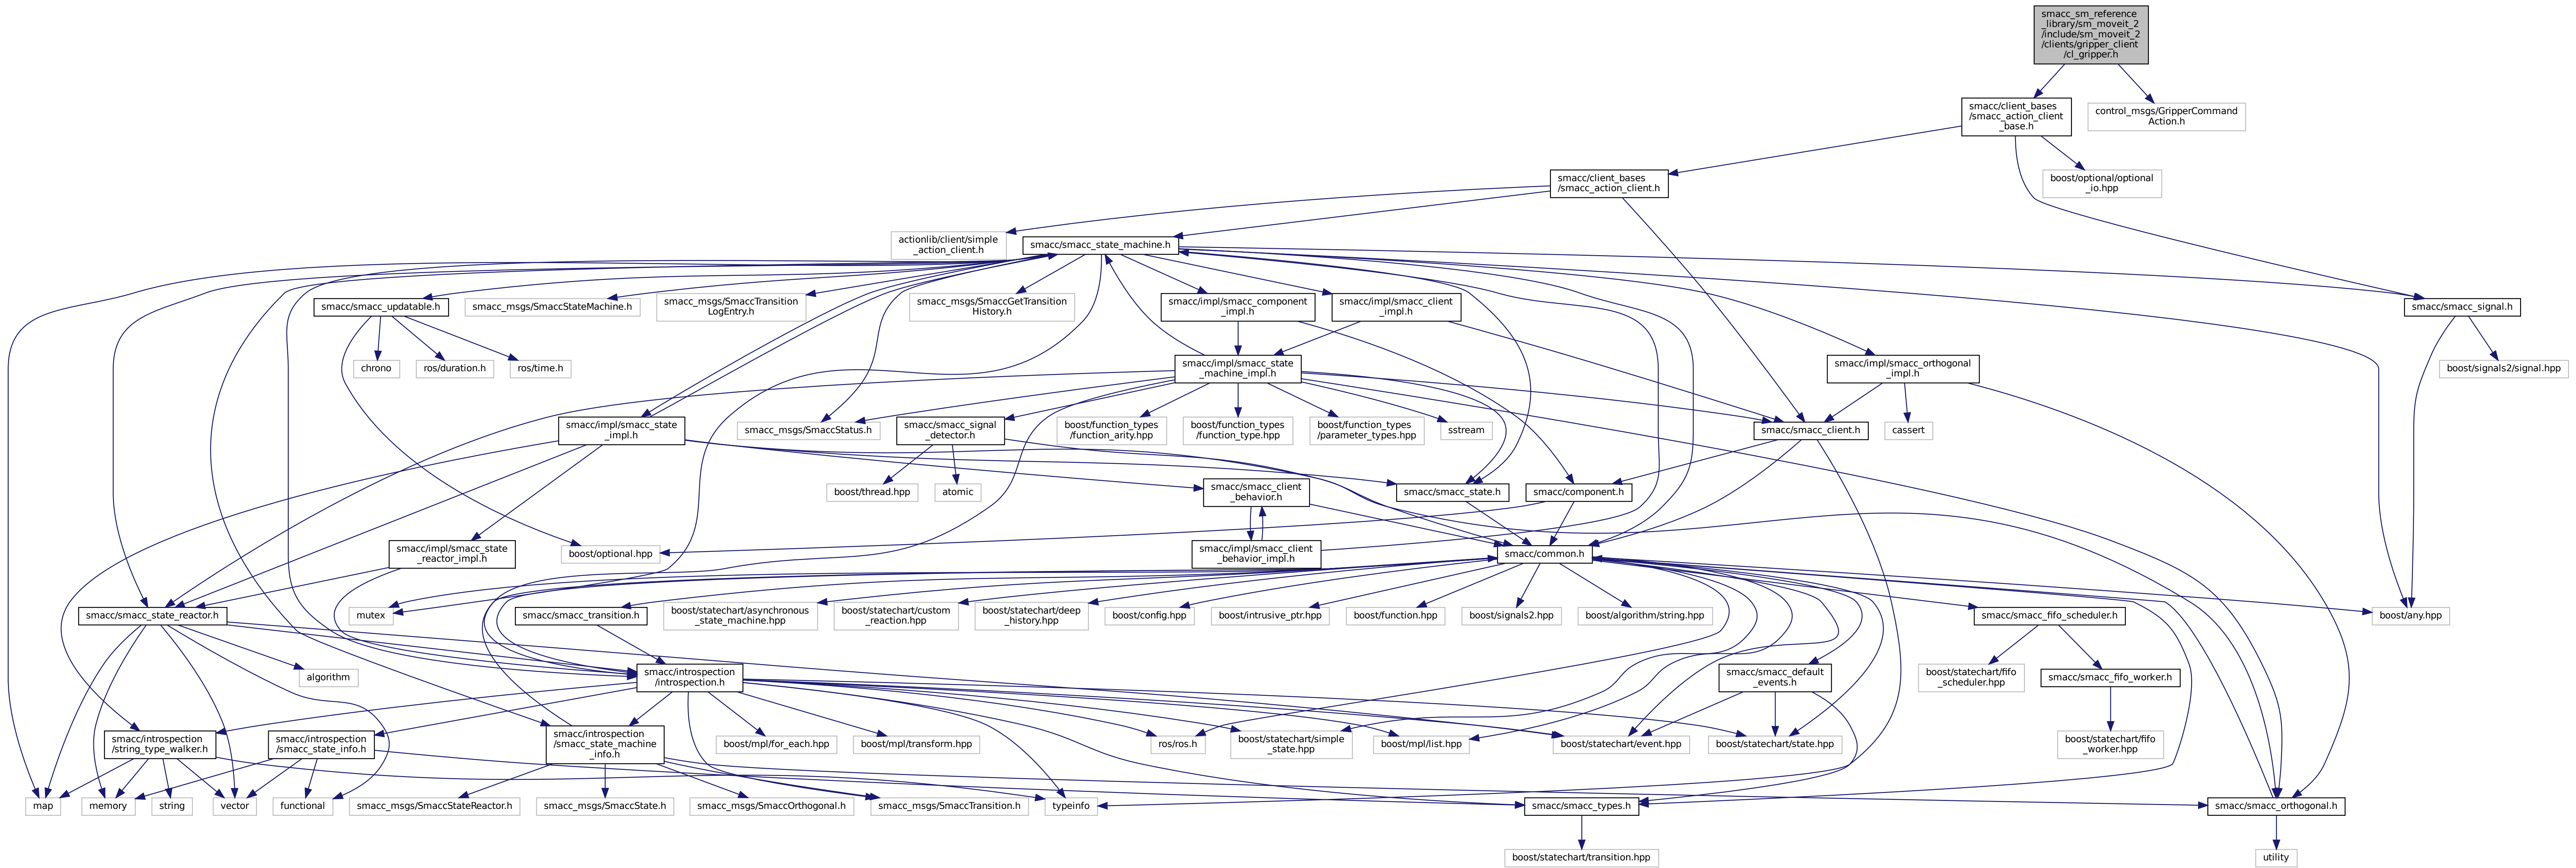 smacc_sm_reference
_library/sm_moveit_2
/include/sm_moveit_2
/clients/gripper_client
/cl_gripper.h
smacc/client_bases
/smacc_action_client
_base.h
control_msgs/GripperCommand
Action.h
smacc/client_bases
/smacc_action_client.h
boost/optional/optional
_io.hpp
actionlib/client/simple
_action_client.h
smacc/smacc_state_machine.h
smacc/smacc_updatable.h
smacc_msgs/SmaccStateMachine.h
smacc_msgs/SmaccTransition
LogEntry.h
smacc_msgs/SmaccGetTransition
History.h
smacc/impl/smacc_component
_impl.h
smacc/impl/smacc_client
_impl.h
smacc/smacc_signal.h
chrono
ros/duration.h
ros/time.h
smacc/impl/smacc_state
_machine_impl.h
smacc/impl/smacc_orthogonal
_impl.h
boost/signals2/signal.hpp
smacc/impl/smacc_state
_impl.h
smacc_msgs/SmaccStatus.h
smacc/smacc_signal
_detector.h
boost/function_types
/function_arity.hpp
boost/function_types
/function_type.hpp
boost/function_types
/parameter_types.hpp
sstream
smacc/smacc_client.h
cassert
boost/thread.hpp
atomic
smacc/smacc_client
_behavior.h
smacc/smacc_state.h
smacc/component.h
smacc/impl/smacc_state
_reactor_impl.h
boost/optional.hpp
smacc/impl/smacc_client
_behavior_impl.h
smacc/common.h
smacc/smacc_state_reactor.h
mutex
smacc/smacc_transition.h
boost/statechart/asynchronous
_state_machine.hpp
boost/statechart/custom
_reaction.hpp
boost/statechart/deep
_history.hpp
boost/config.hpp
boost/intrusive_ptr.hpp
boost/function.hpp
boost/signals2.hpp
boost/algorithm/string.hpp
smacc/smacc_fifo_scheduler.h
boost/any.hpp
algorithm
smacc/introspection
/introspection.h
smacc/smacc_default
_events.h
boost/statechart/fifo
_scheduler.hpp
smacc/smacc_fifo_worker.h
smacc/introspection
/string_type_walker.h
smacc/introspection
/smacc_state_info.h
smacc/introspection
/smacc_state_machine
_info.h
boost/mpl/for_each.hpp
boost/mpl/transform.hpp
ros/ros.h
boost/statechart/simple
_state.hpp
boost/mpl/list.hpp
boost/statechart/event.hpp
boost/statechart/state.hpp
boost/statechart/fifo
_worker.hpp
map
memory
string
vector
functional
smacc_msgs/SmaccStateReactor.h
smacc_msgs/SmaccState.h
smacc_msgs/SmaccOrthogonal.h
smacc_msgs/SmaccTransition.h
typeinfo
smacc/smacc_types.h
smacc/smacc_orthogonal.h
boost/statechart/transition.hpp
utility